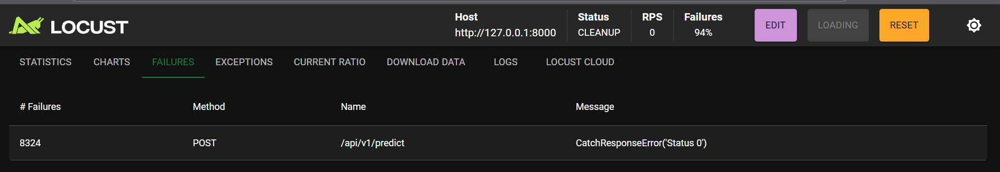 LOCUST
Host
http://127.0.0.1:8000
Status
CLEANUP
RPS
0
Failures
94%
EDIT
LOADING
RESET
STATISTICS CHARTS FAILURES EXCEPTIONS CURRENT RATIO DOWNLOAD DATA LOGS LOCUST CLOUD
# Failures Method Name Message
8324 POST /api/v1/predict CatchResponseError('Status 0')